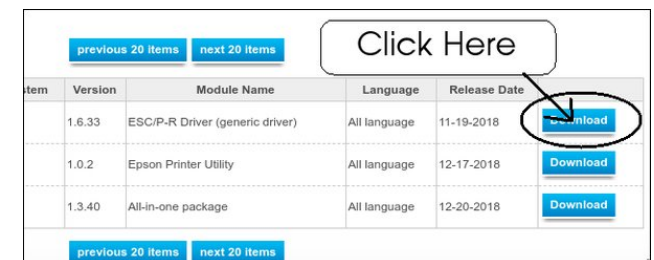 previous 20 items next 20 items Click Here
Version Module Name Language Release Date
1.6.33 ESC/P-R Driver (generic driver) All language 11-19-2018 Download
1.0.2 Epson Printer Utility All language 12-17-2018 Download
1.3.40 All-in-one package All language 12-20-2018 Download
previous 20 items next 20 items